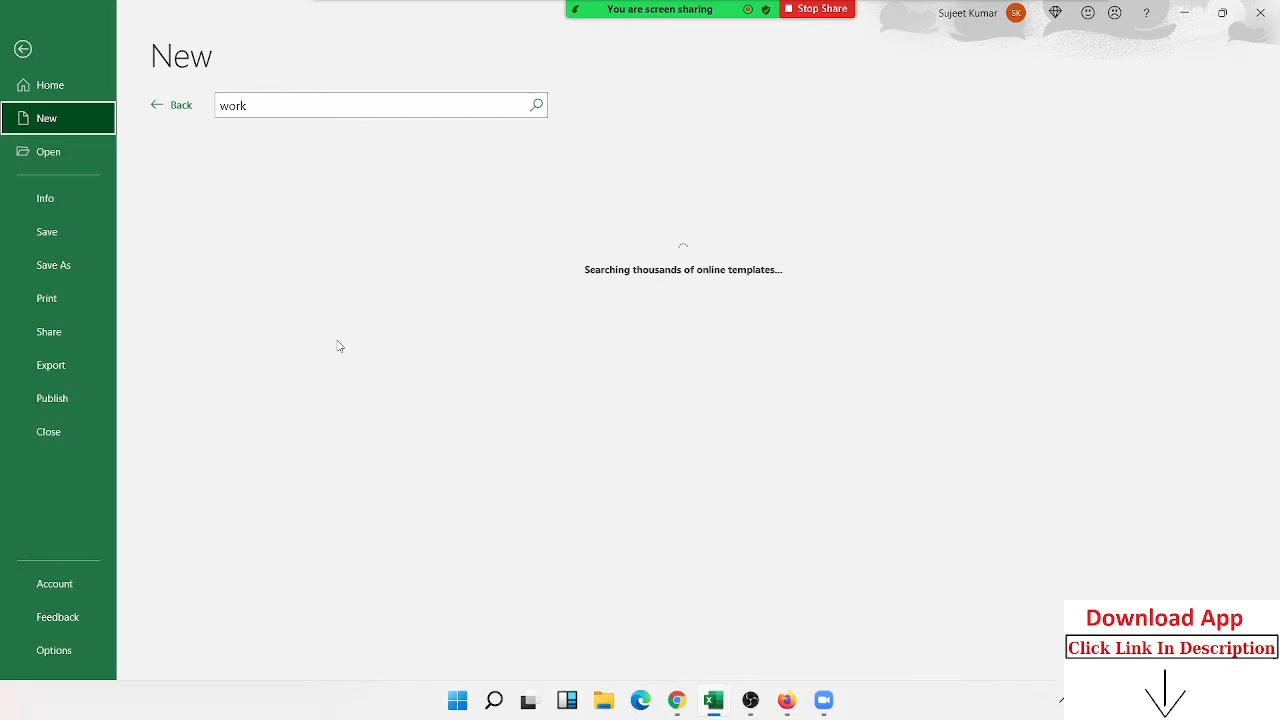 You are screen sharing
Stop Share
Sujeet Kumar
SK
?
New
Home
Back
work
New
Open
Info
Save
Searching thousands of online templates...
Save As
Print
Share
Export
Publish
Close
Account
Feedback
Options
Download App
Click Link In Description